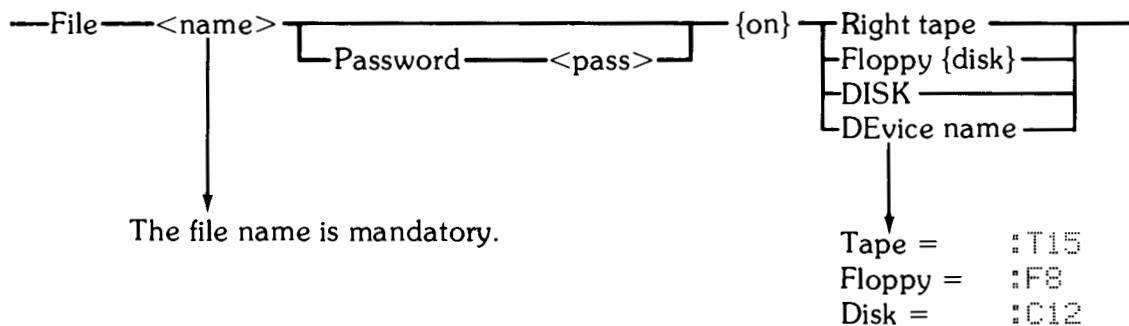 File <name> {on} Right tape
Password <pass> Floppy {disk}
DISK
DEvice name
The file name is mandatory.
Tape = :T15
Floppy = :F8
Disk = :C12